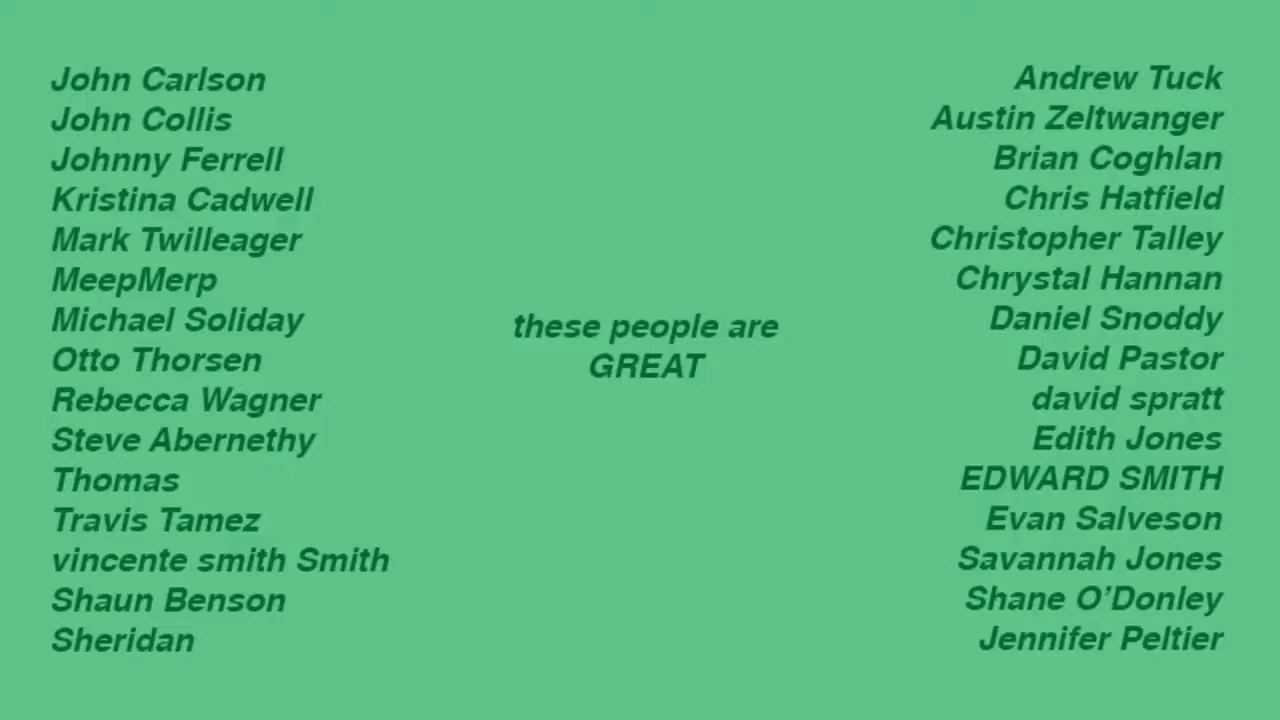 John Carlson
John Collis
Johnny Ferrell
Kristina Cadwell
Mark Twilleager
MeepMerp
Michael Soliday
Otto Thorsen
Rebecca Wagner
Steve Abernethy
Thomas
Travis Tamez
vincente smith Smith
Shaun Benson
Sheridan
these people are
GREAT
Andrew Tuck
Austin Zeltwanger
Brian Coghlan
Chris Hatfield
Christopher Talley
Chrystal Hannan
Daniel Snoddy
David Pastor
david spratt
Edith Jones
EDWARD SMITH
Evan Salveson
Savannah Jones
Shane O’Donley
Jennifer Peltier